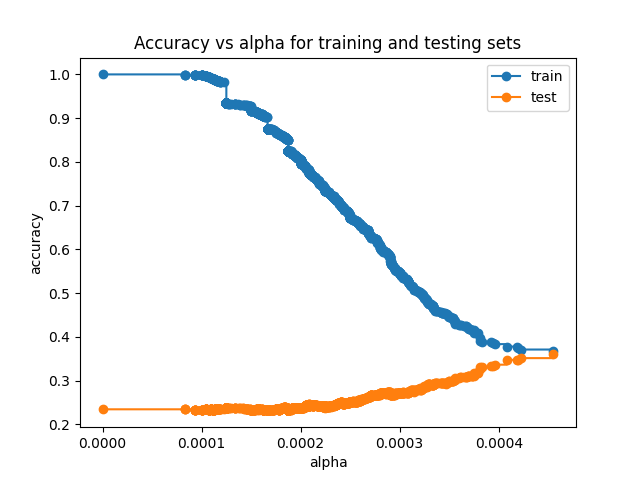 Accuracy vs alpha for training and testing sets
train
test
1.0
0.9
0.8
0.7
0.6
0.5
0.4
0.3
0.2
accuracy
0.0000 0.0001 0.0002 0.0003 0.0004
alpha